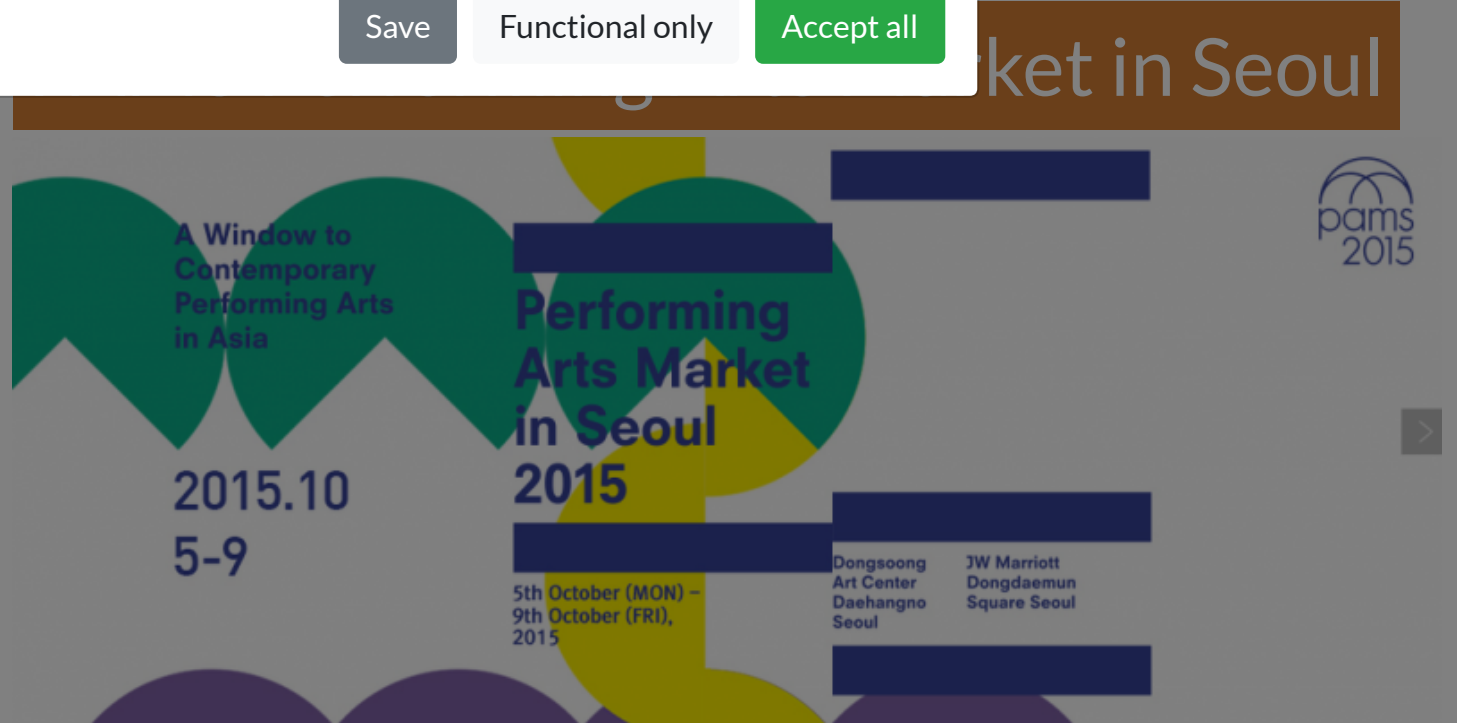 Save
Functional only
Accept all
in Seoul
pams
2015
A Window to
Contemporary
Performing Arts
in Asia
Performing
Arts Market
in Seoul
2015
2015.10
5-9
5th October (MON) –
9th October (FRI),
2015
Dongsoong
Art Center
Daehangno
Seoul
JW Marriott
Dongdaemun
Square Seoul